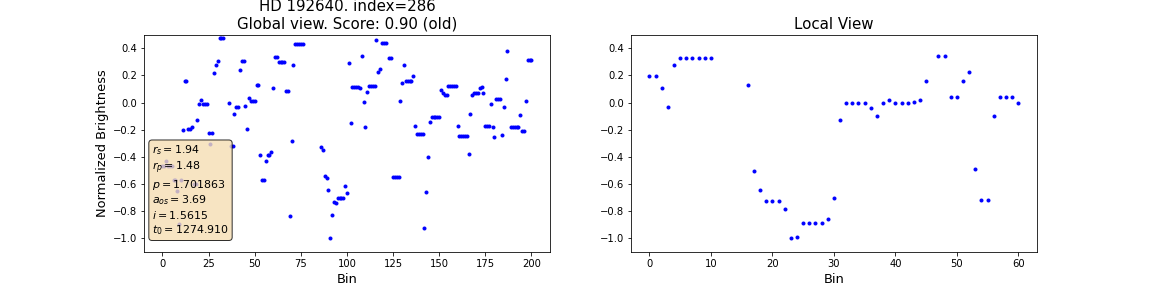 HD 192640. index=286
Global view. Score: 0.90 (old)
Normalized Brightness
0.4
0.2
0.0
−0.2
−0.4
−0.6
−0.8
−1.0
r_s = 1.94
r_p = 1.48
p = 1.701863
a_os = 3.69
i = 1.5615
t_0 = 1274.910
0 25 50 75 100 125 150 175 200
Bin
Local View
0.4
0.2
0.0
−0.2
−0.4
−0.6
−0.8
−1.0
0 10 20 30 40 50 60
Bin